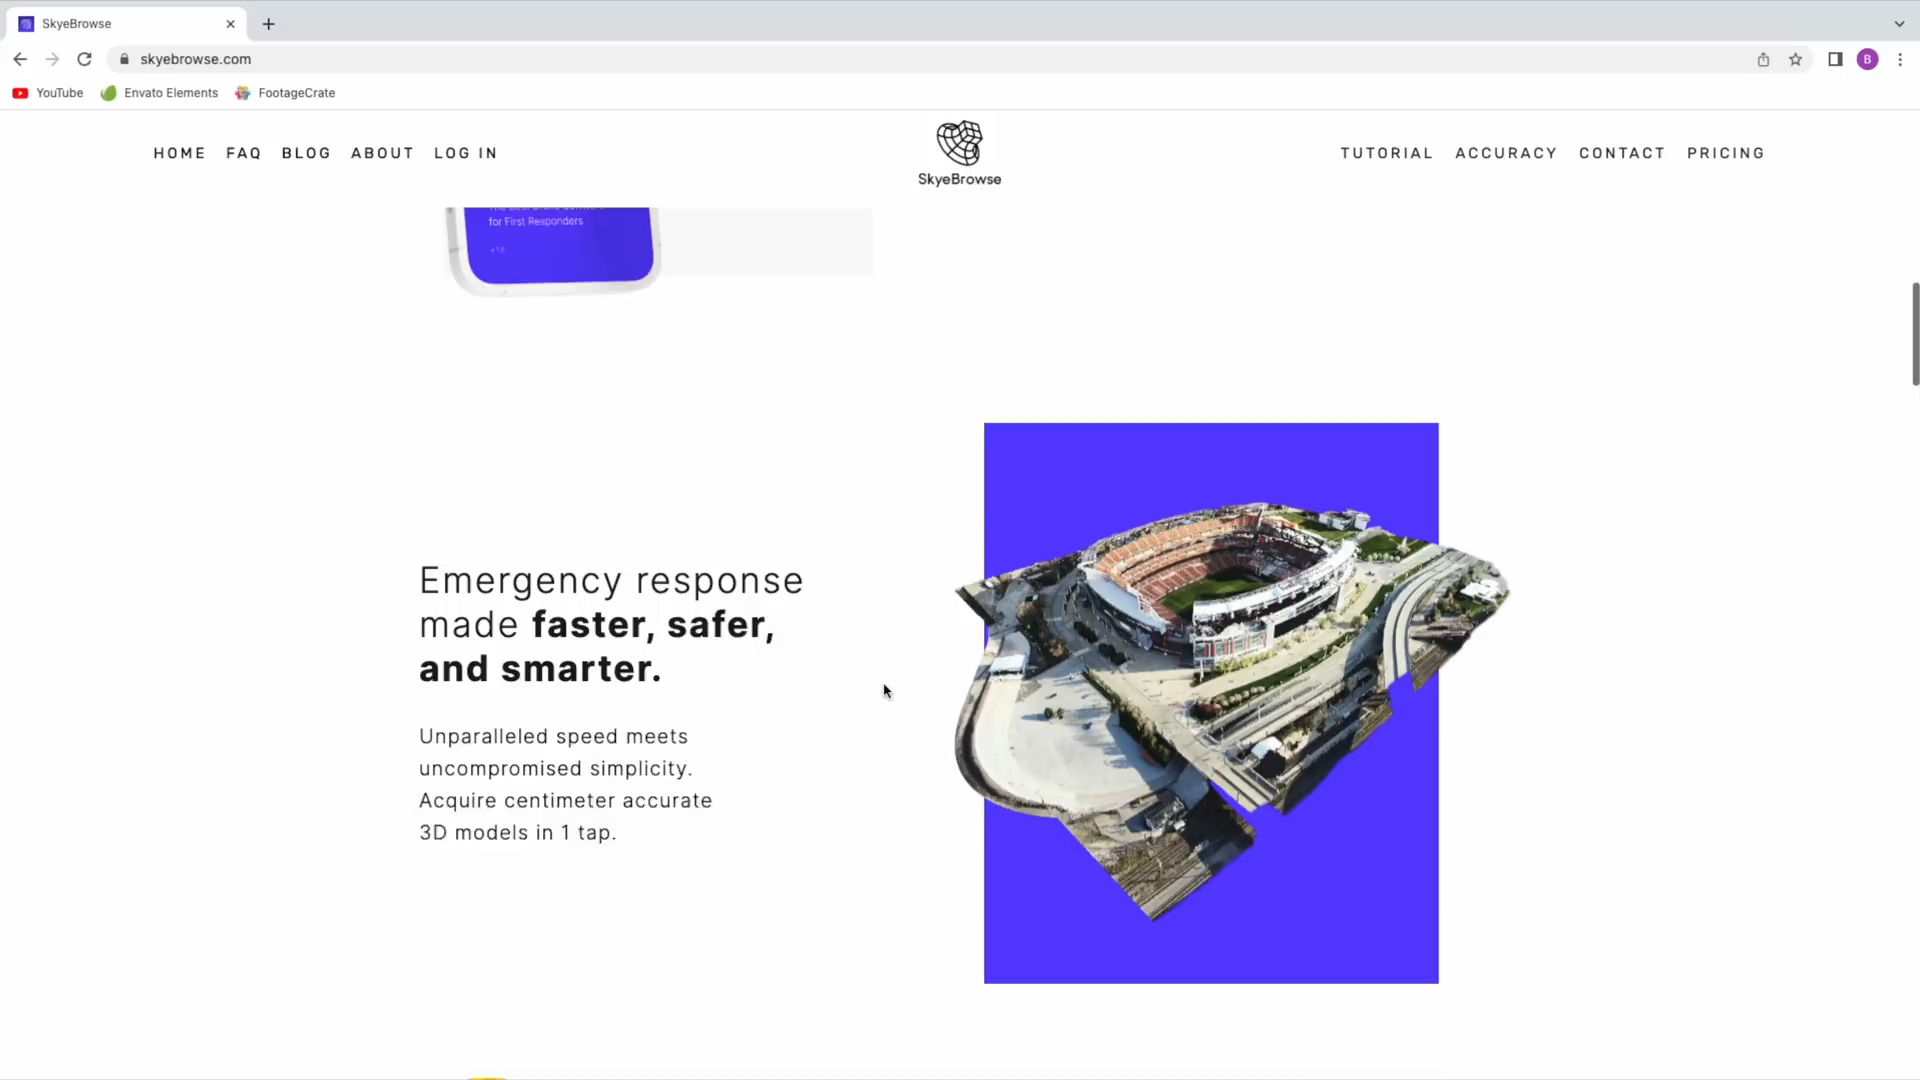 SkyeBrowse
skyebrowse.com
B
YouTube
Envato Elements
FootageCrate
HOME FAQ BLOG ABOUT LOG IN
SkyeBrowse
TUTORIAL ACCURACY CONTACT PRICING
for First Responders
v 1.0
Emergency response
made faster, safer,
and smarter.
Unparalleled speed meets
uncompromised simplicity.
Acquire centimeter accurate
3D models in 1 tap.